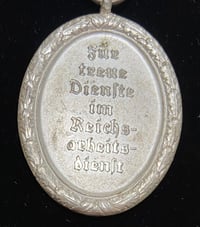 Für
treue
Dienste
im
Reichs-
arbeits-
dienst